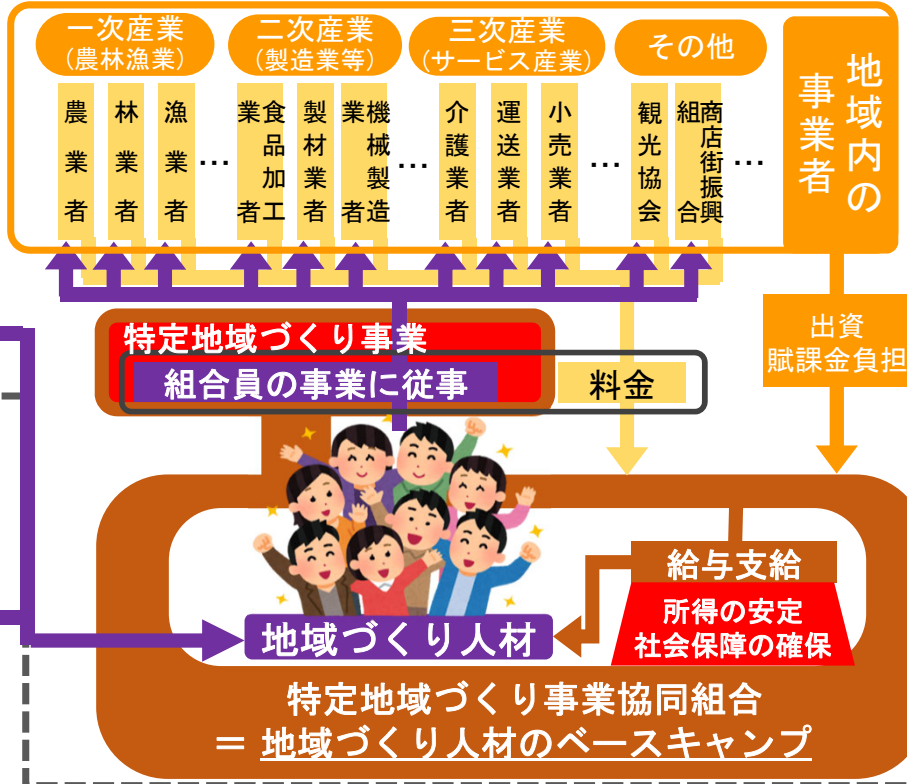 一次産業
(農林漁業)
二次産業
(製造業等)
三次産業
(サービス産業)
その他
地域内の
事業者
農業者
林業者
漁業者
…
食品加工
業者
製材業者
機械製造
業者
…
介護業者
運送業者
小売業者
…
観光協会
商店街振興
組合
…
出資
賦課金負担
特定地域づくり事業
組合員の事業に従事
料金
給与支給
所得の安定
社会保障の確保
地域づくり人材
特定地域づくり事業協同組合
＝ 地域づくり人材のベースキャンプ